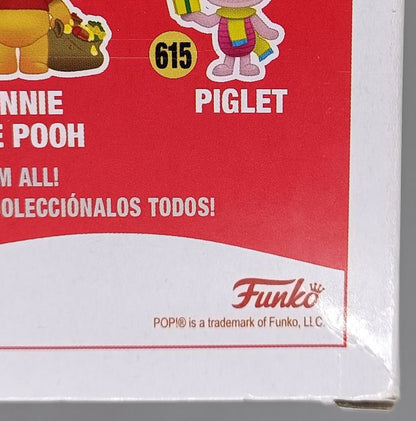 615
NNIE
PIGLET
E POOH
M ALL!
OLECCIÓNALOS TODOS!
Funko
POP!® is a trademark of Funko, LLC.